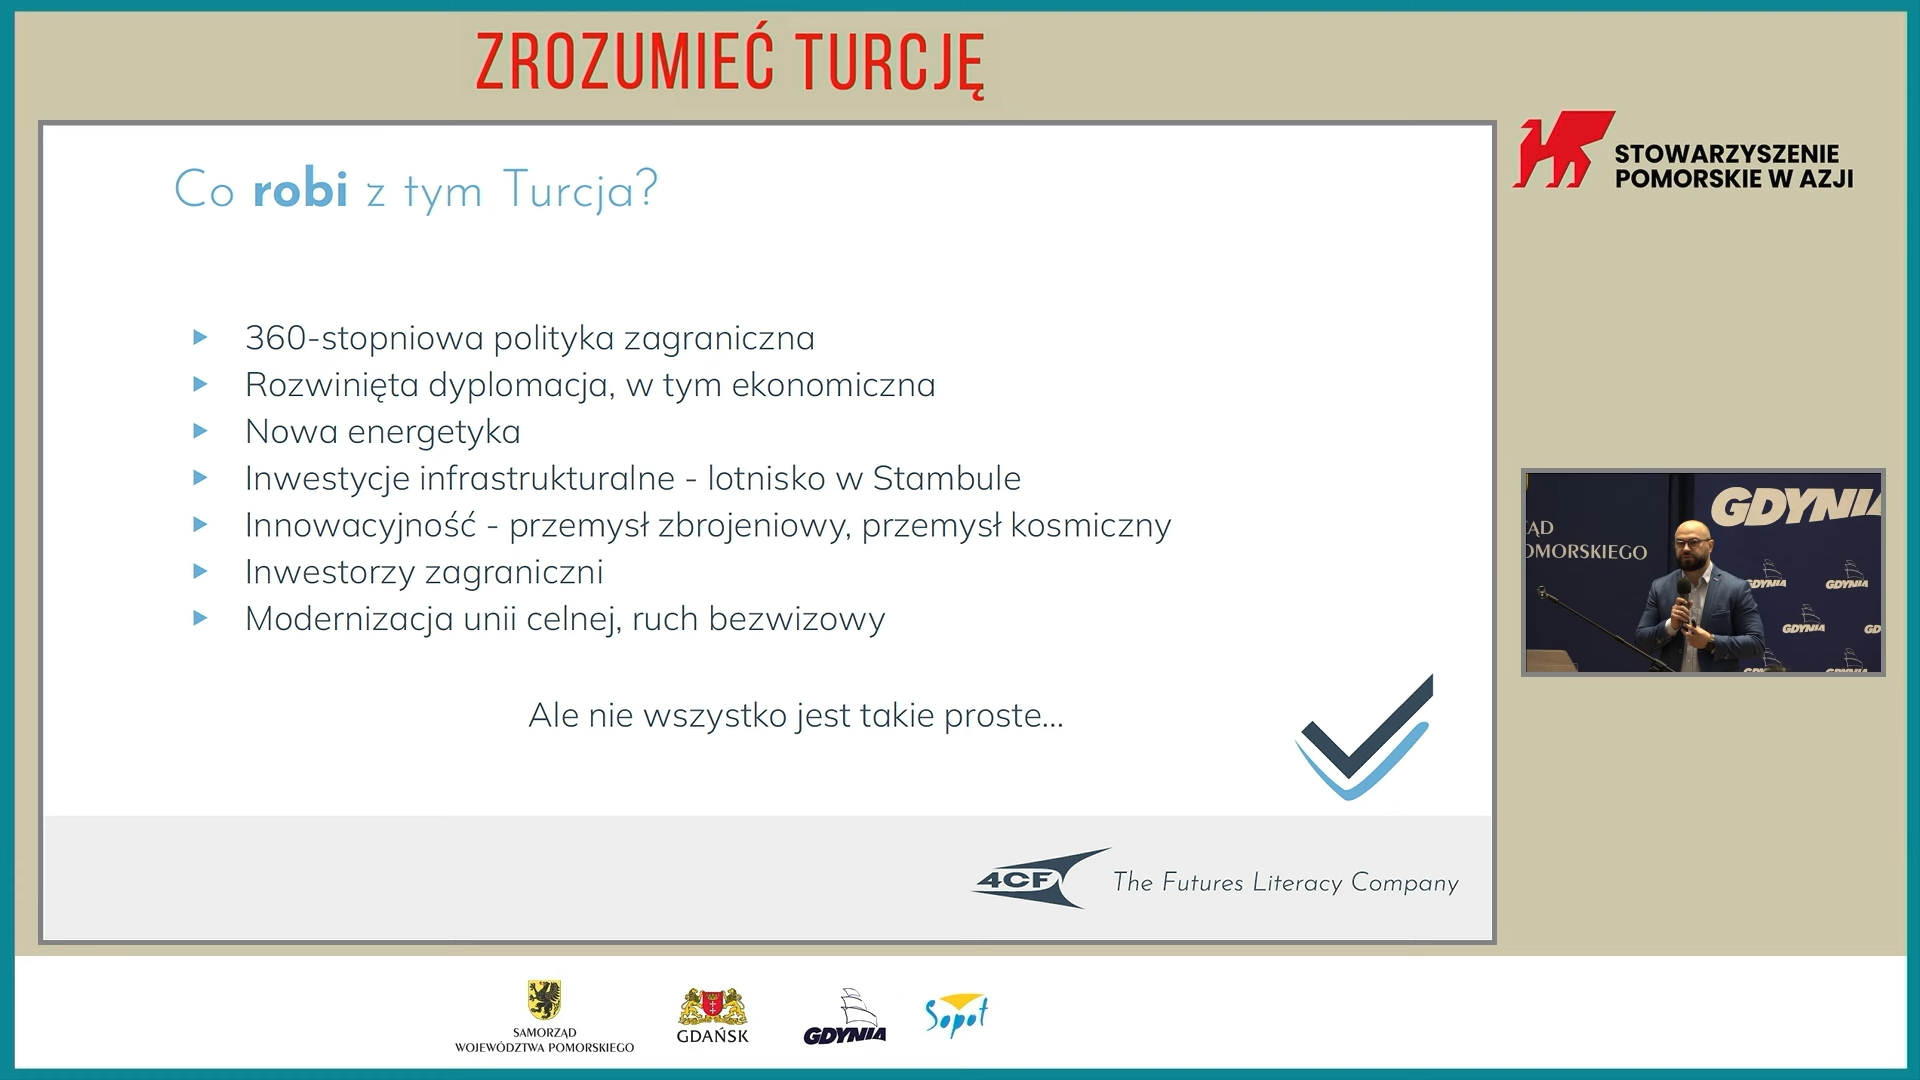 ZROZUMIEĆ TURCJĘ
STOWARZYSZENIE
POMORSKIE W AZJI
Co robi z tym Turcja?
360-stopniowa polityka zagraniczna
Rozwinięta dyplomacja, w tym ekonomiczna
Nowa energetyka
Inwestycje infrastrukturalne - lotnisko w Stambule
Innowacyjność - przemysł zbrojeniowy, przemysł kosmiczny
Inwestorzy zagraniczni
Modernizacja unii celnej, ruch bezwizowy
Ale nie wszystko jest takie proste...
4CF The Futures Literacy Company
GDYNIA
ĄD
OMORSKIEGO
GDYNIA
GDYNIA
GDYNIA
GD
SAMORZĄD
WOJEWÓDZTWA POMORSKIEGO
GDAŃSK
GDYNIA
Sopot